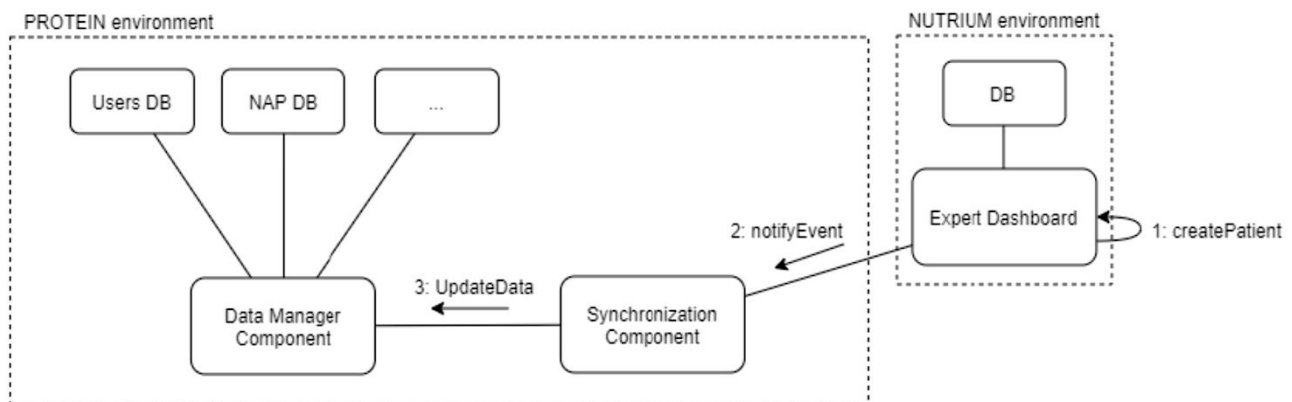 PROTEIN environment
NUTRIUM environment
Users DB
NAP DB
...
DB
Expert Dashboard
1: createPatient
2: notifyEvent
3: UpdateData
Synchronization
Component
Data Manager
Component